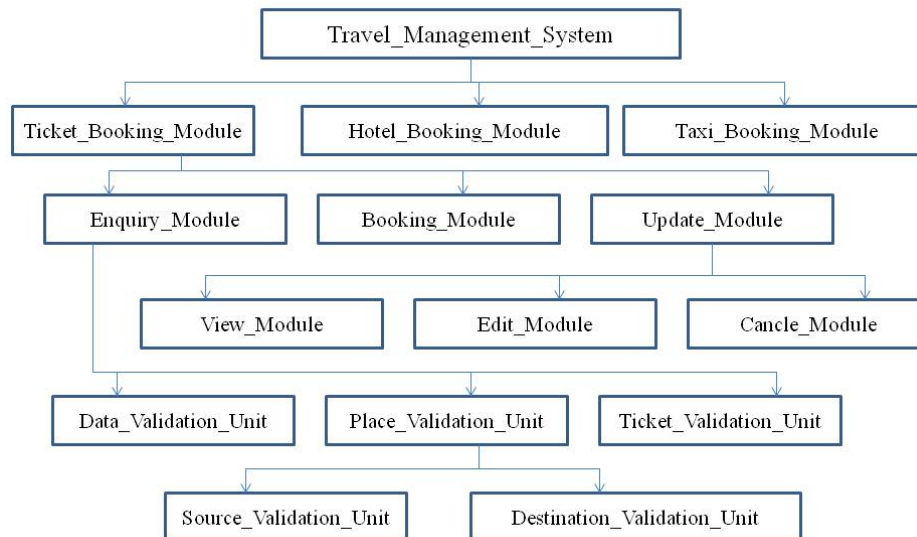 Travel_Management_System
Ticket_Booking_Module
Hotel_Booking_Module
Taxi_Booking_Module
Enquiry_Module
Booking_Module
Update_Module
View_Module
Edit_Module
Cancle_Module
Data_Validation_Unit
Place_Validation_Unit
Ticket_Validation_Unit
Source_Validation_Unit
Destination_Validation_Unit